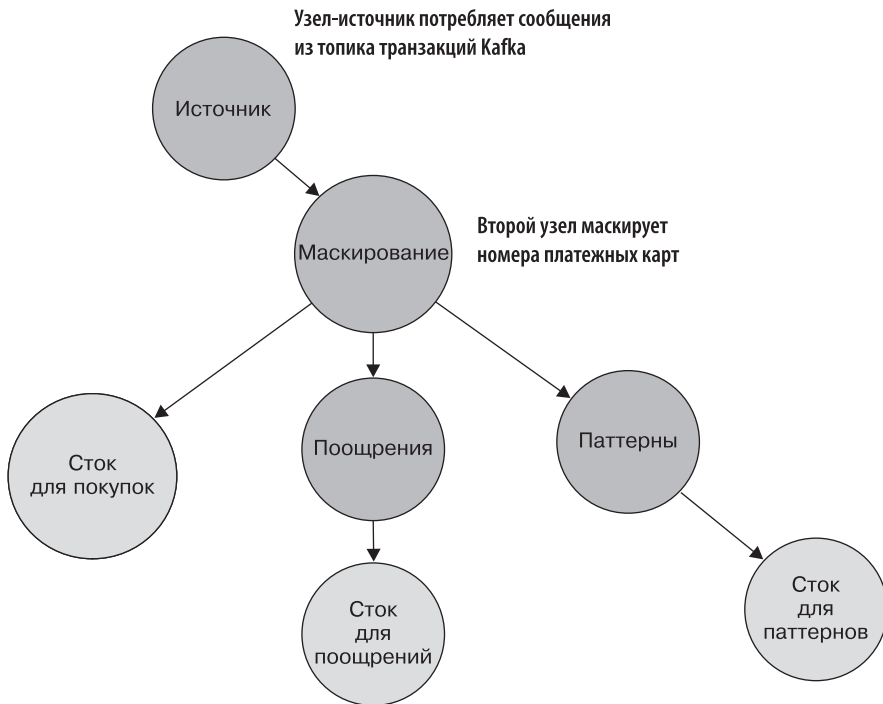 Узел-источник потребляет сообщения
из топика транзакций Kafka
Источник
Второй узел маскирует
номера платежных карт
Маскирование
Сток
для покупок
Поощрения
Паттерны
Сток
для
поощрений
Сток
для
паттернов